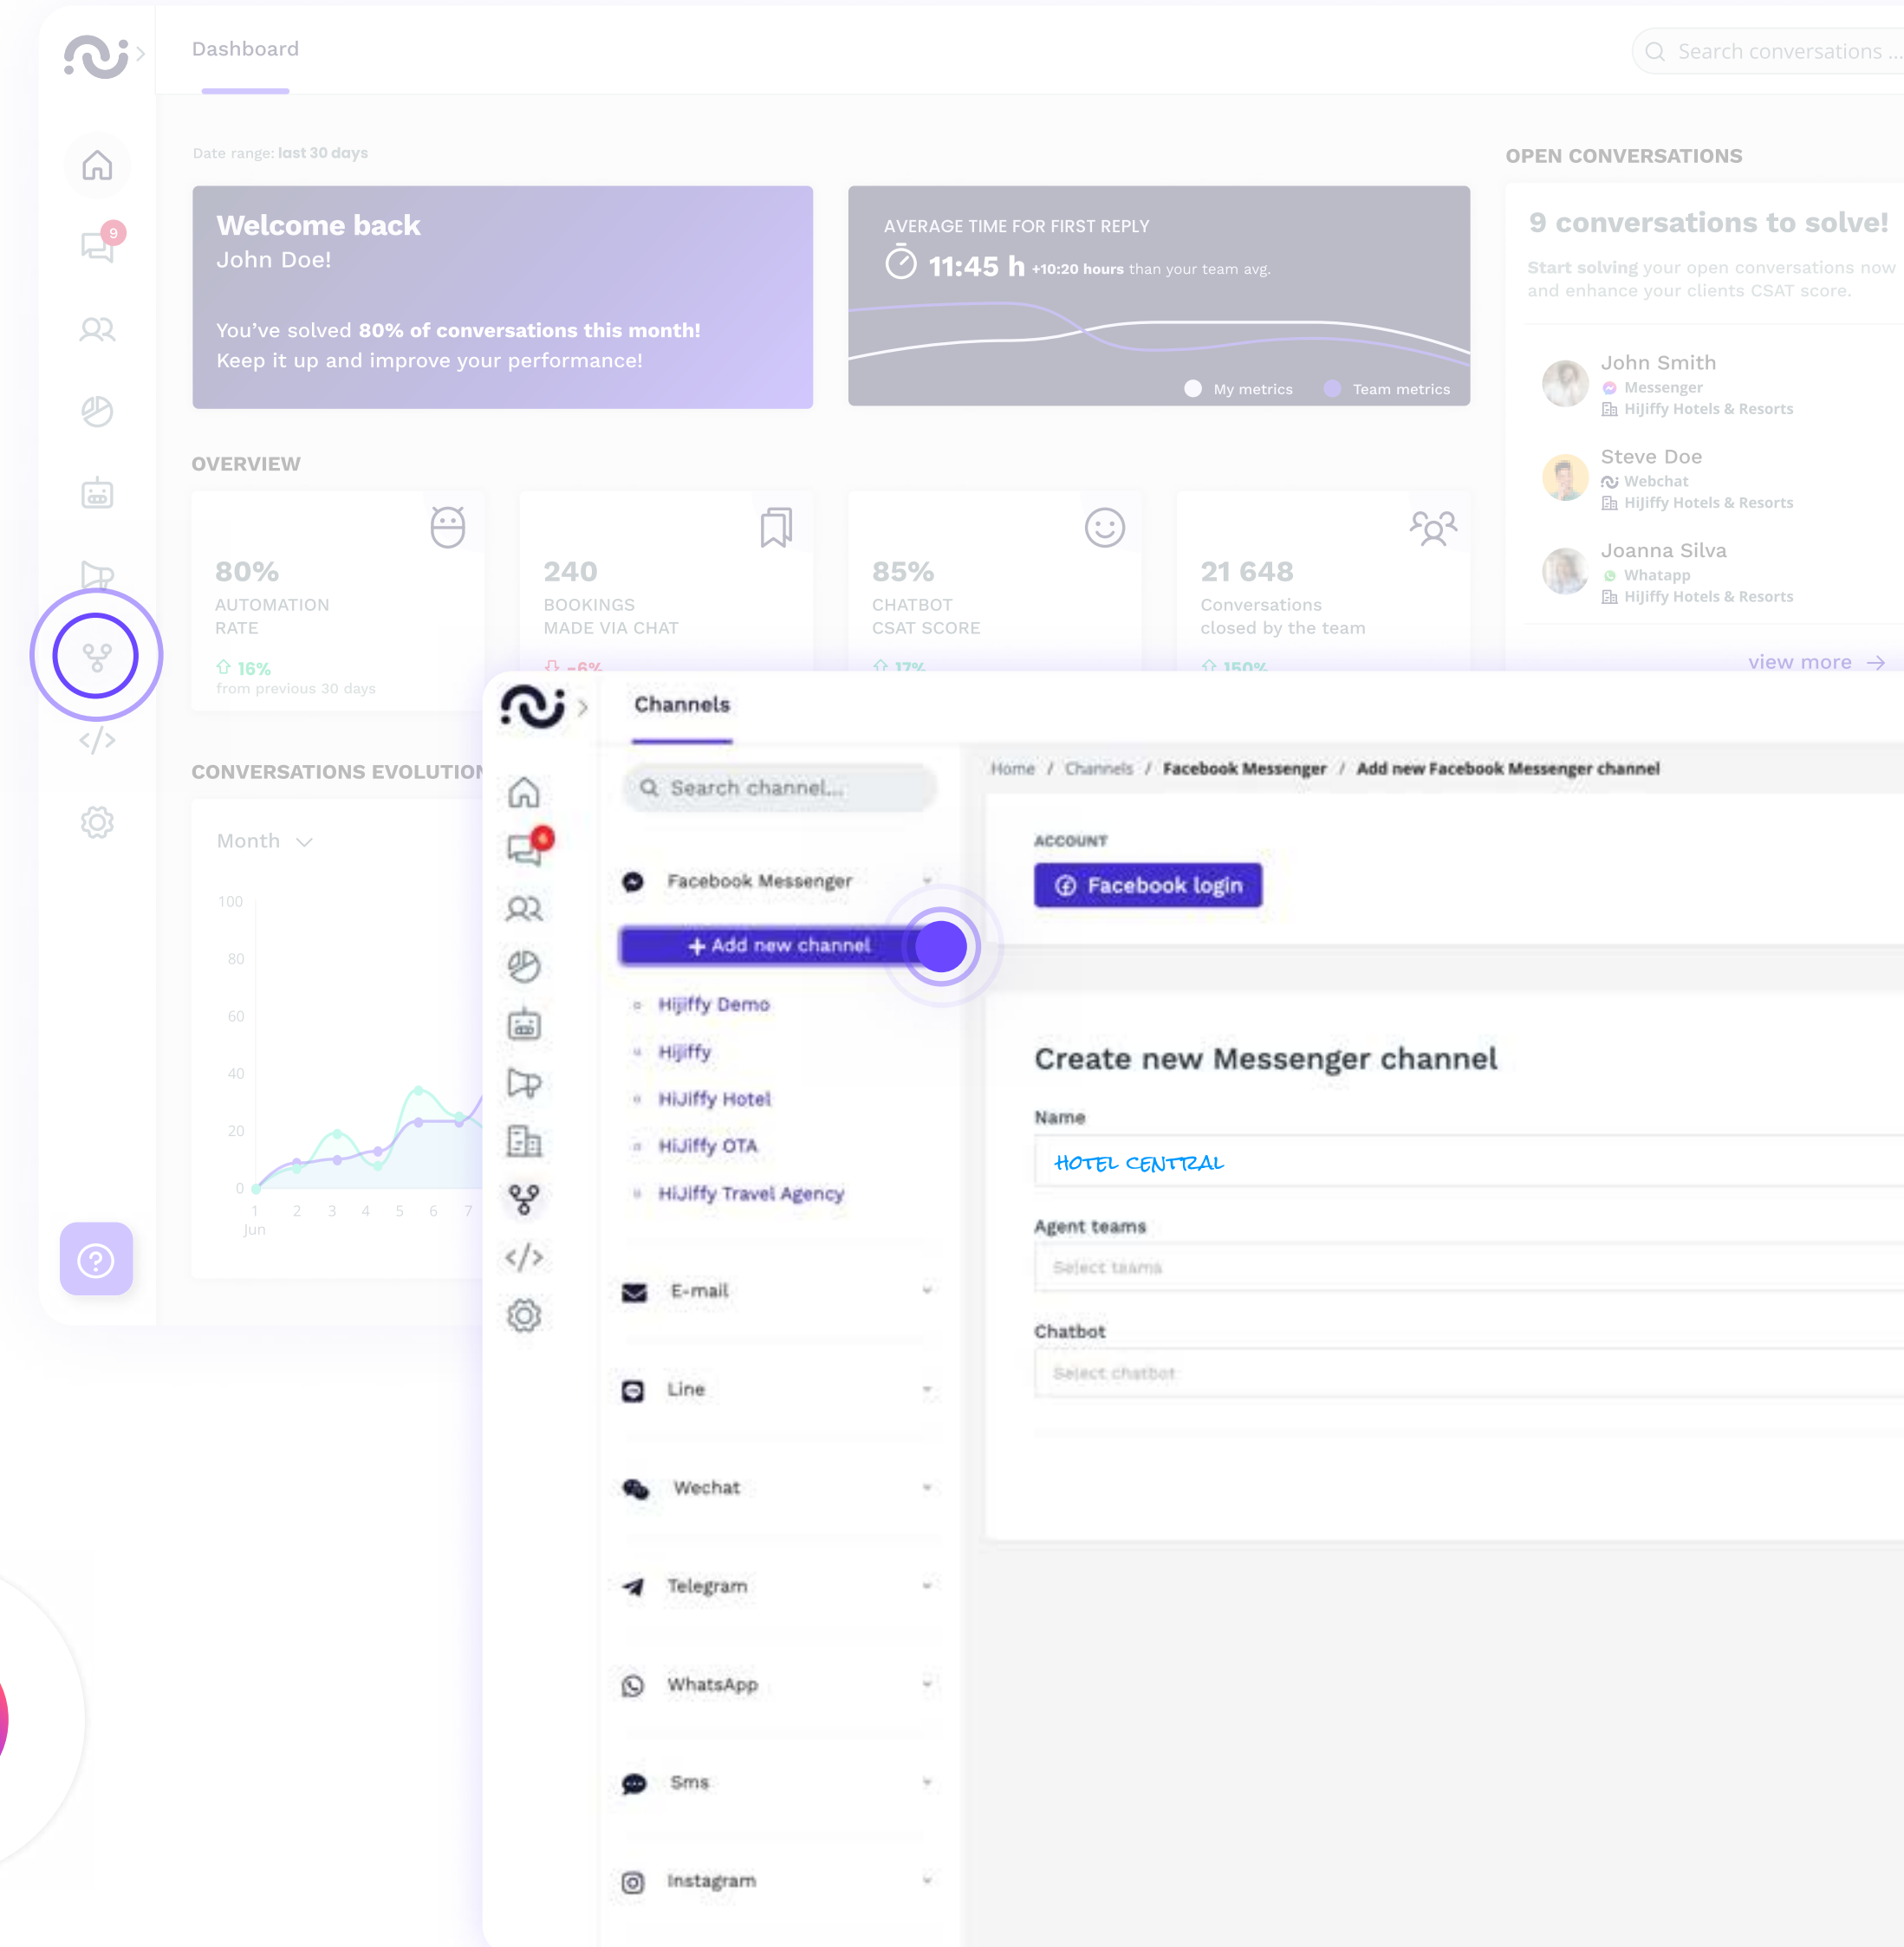 Dashboard
Search conversations ...
Date range: last 30 days
Welcome back
John Doe!
You've solved 80% of conversations this month!
Keep it up and improve your performance!
AVERAGE TIME FOR FIRST REPLY
11:45 h +10:20 hours than your team avg.
My metrics
Team metrics
OPEN CONVERSATIONS
9 conversations to solve!
Start solving your open conversations now
and enhance your clients CSAT score.
John Smith
Messenger
HiJiffy Hotels & Resorts
Steve Doe
Webchat
HiJiffy Hotels & Resorts
Joanna Silva
Whatapp
HiJiffy Hotels & Resorts
view more
9
OVERVIEW
80%
AUTOMATION
RATE
16%
from previous 30 days
240
BOOKINGS
MADE VIA CHAT
-6%
85%
CHATBOT
CSAT SCORE
17%
21 648
Conversations
closed by the team
150%
CONVERSATIONS EVOLUTION
Month
100
80
60
40
20
0
1 2 3 4 5 6 7
Jun
Channels
Search channel...
Facebook Messenger
+ Add new channel
Hijiffy Demo
Hijiffy
HiJiffy Hotel
HiJiffy OTA
HiJiffy Travel Agency
E-mail
Line
Wechat
Telegram
WhatsApp
Sms
Instagram
Home / Channels / Facebook Messenger / Add new Facebook Messenger channel
ACCOUNT
Facebook login
Create new Messenger channel
Name
HOTEL CENTRAL
Agent teams
Select teams
Chatbot
Select chatbot